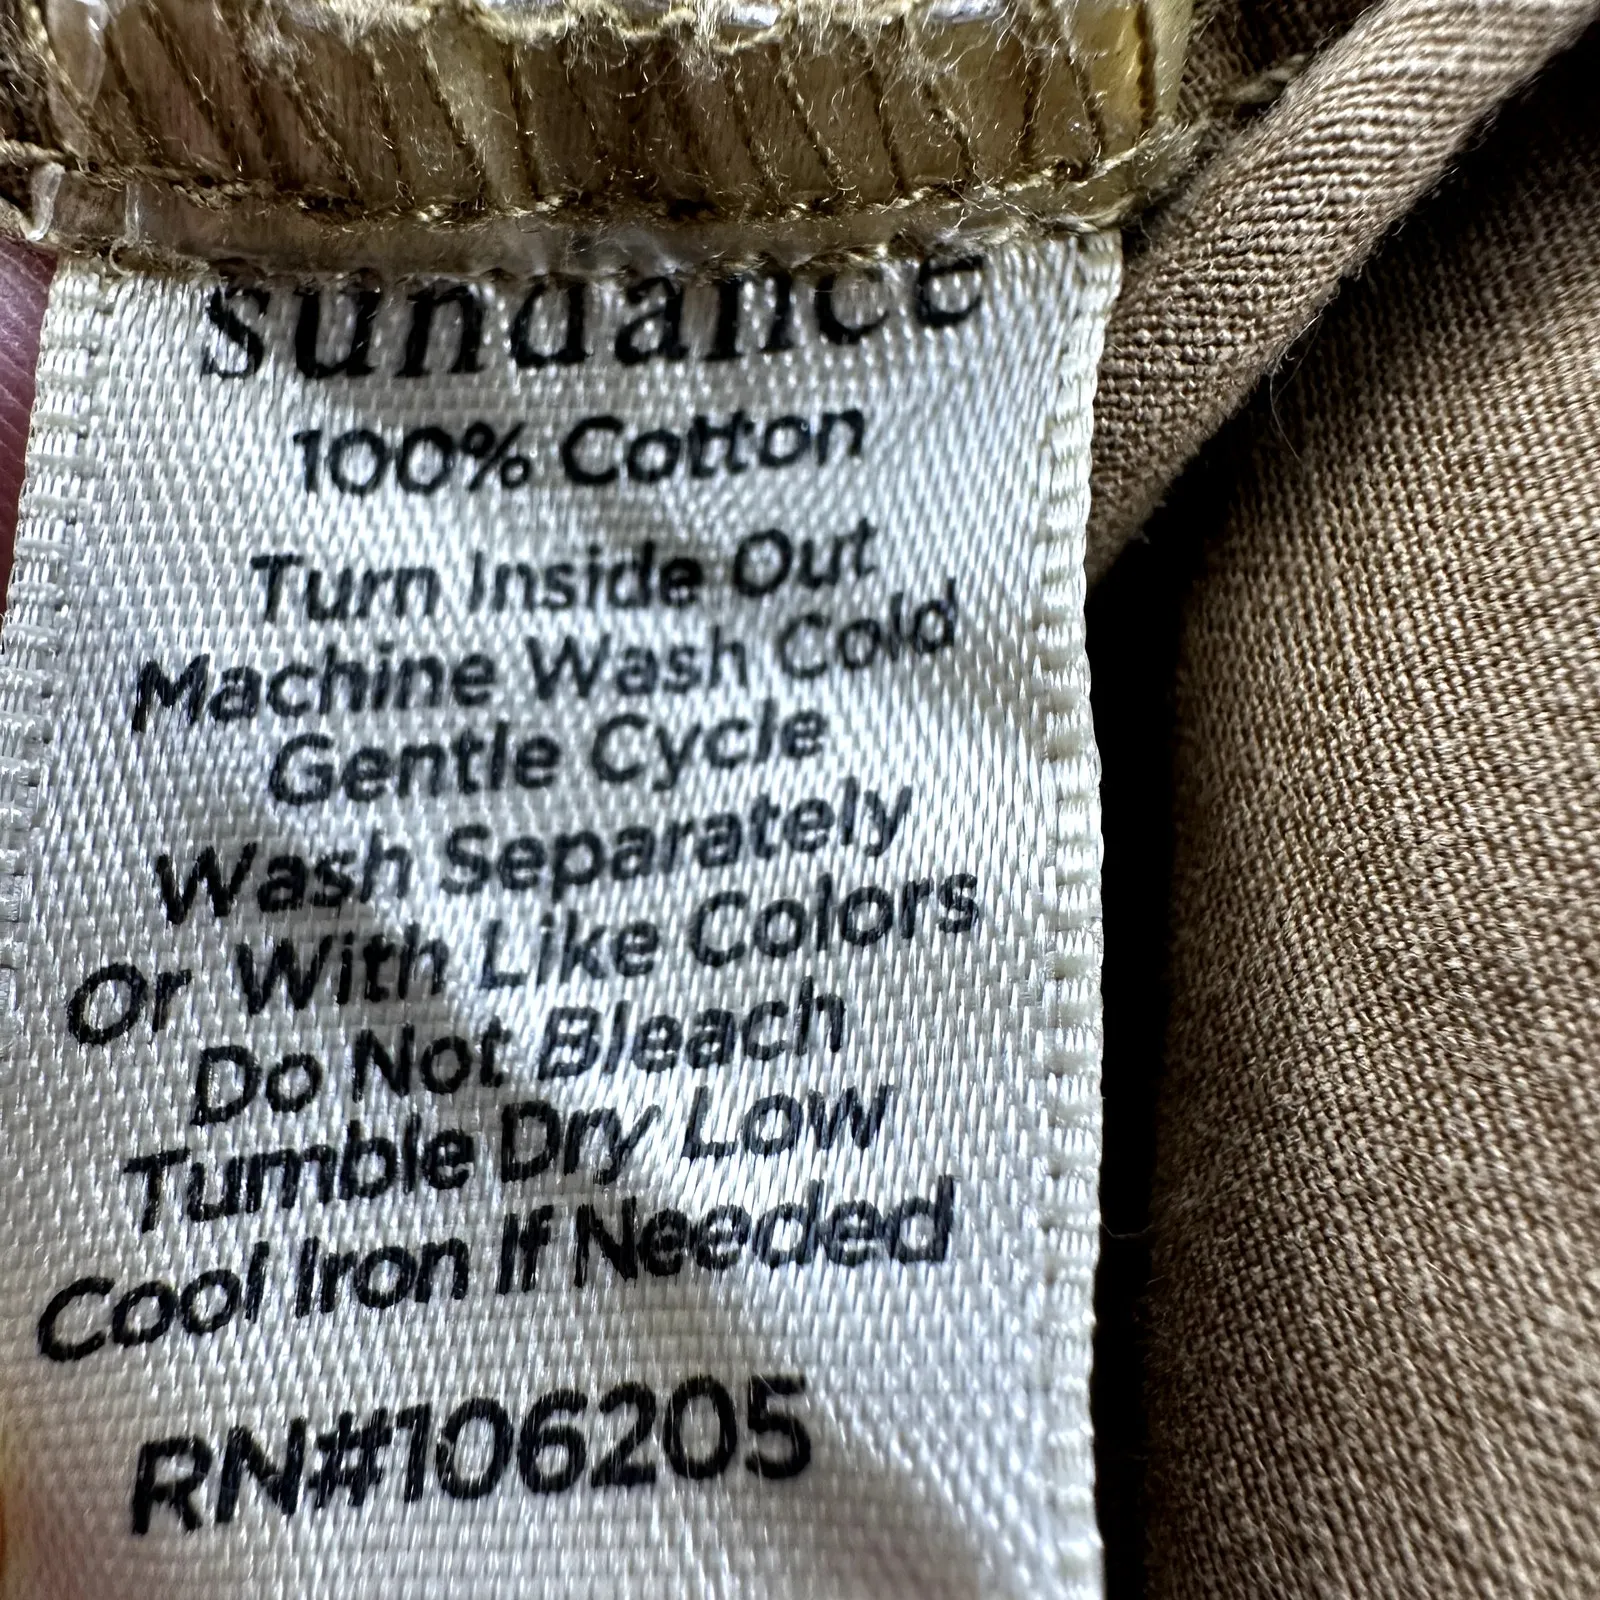 sundance
100% Cotton
Turn Inside Out
Machine Wash Cold
Gentle Cycle
Wash Separately
Or With Like Colors
Do Not Bleach
Tumble Dry Low
Cool Iron If Needed
RN#106205